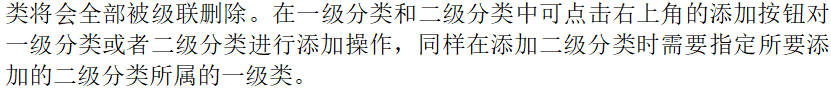 类将会全部被级联删除。在一级分类和二级分类中可点击右上角的添加按钮对
一级分类或者二级分类进行添加操作，同样在添加二级分类时需要指定所要添
加的二级分类所属的一级类。